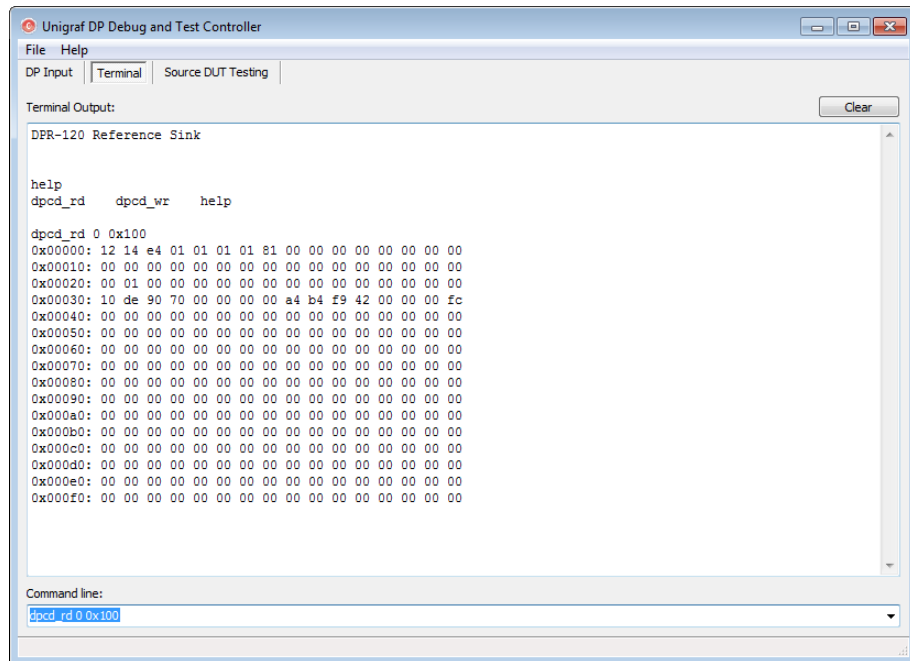 Unigraf DP Debug and Test Controller
File Help
DP Input Terminal Source DUT Testing
Terminal Output: Clear
DPR-120 Reference Sink
help
dpcd_rd dpcd_wr help
dpcd_rd 0 0x100
0x00000: 12 14 e4 01 01 01 01 81 00 00 00 00 00 00 00 00
0x00010: 00 00 00 00 00 00 00 00 00 00 00 00 00 00 00 00
0x00020: 00 01 00 00 00 00 00 00 00 00 00 00 00 00 00 00
0x00030: 10 de 90 70 00 00 00 00 a4 b4 f9 42 00 00 00 fc
0x00040: 00 00 00 00 00 00 00 00 00 00 00 00 00 00 00 00
0x00050: 00 00 00 00 00 00 00 00 00 00 00 00 00 00 00 00
0x00060: 00 00 00 00 00 00 00 00 00 00 00 00 00 00 00 00
0x00070: 00 00 00 00 00 00 00 00 00 00 00 00 00 00 00 00
0x00080: 00 00 00 00 00 00 00 00 00 00 00 00 00 00 00 00
0x00090: 00 00 00 00 00 00 00 00 00 00 00 00 00 00 00 00
0x000a0: 00 00 00 00 00 00 00 00 00 00 00 00 00 00 00 00
0x000b0: 00 00 00 00 00 00 00 00 00 00 00 00 00 00 00 00
0x000c0: 00 00 00 00 00 00 00 00 00 00 00 00 00 00 00 00
0x000d0: 00 00 00 00 00 00 00 00 00 00 00 00 00 00 00 00
0x000e0: 00 00 00 00 00 00 00 00 00 00 00 00 00 00 00 00
0x000f0: 00 00 00 00 00 00 00 00 00 00 00 00 00 00 00 00
Command line:
dpcd_rd 0 0x100